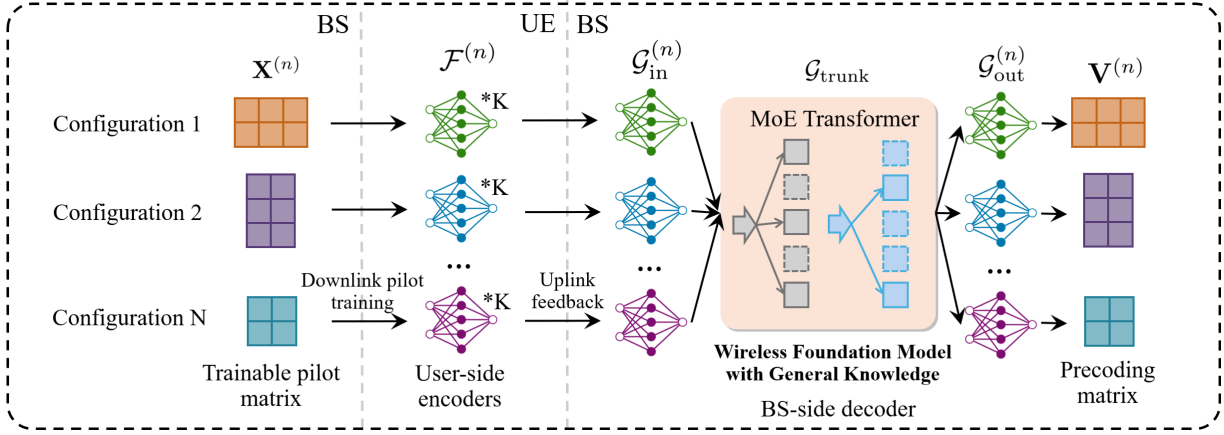 BS
UE
BS
X^(n)
F^(n)
G_in^(n)
G_trunk
G_out^(n)
V^(n)
Configuration 1
*K
MoE Transformer
Configuration 2
*K
...
...
...
Downlink pilot
training
Uplink
feedback
Configuration N
*K
Trainable pilot
matrix
User-side
encoders
Wireless Foundation Model
with General Knowledge
BS-side decoder
Precoding
matrix